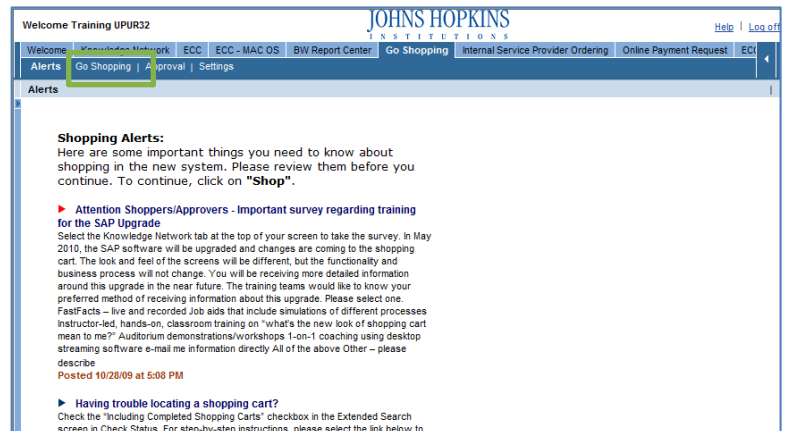 Welcome Training UPUR32
JOHNS HOPKINS
INSTITUTIONS
Help | Log off
Welcome Knowledge Network ECC ECC - MAC OS BW Report Center Go Shopping Internal Service Provider Ordering Online Payment Request
Alerts Go Shopping | Approval | Settings
Alerts
Shopping Alerts:
Here are some important things you need to know about
shopping in the new system. Please review them before you
continue. To continue, click on "Shop".
Attention Shoppers/Approvers - Important survey regarding training
for the SAP Upgrade
Select the Knowledge Network tab at the top of your screen to take the survey. In May
2010, the SAP software will be upgraded and changes are coming to the shopping
cart. The look and feel of the screens will be different, but the functionality and
business process will not change. You will be receiving more detailed information
around this upgrade in the near future. The training teams would like to know your
preferred method of receiving information about this upgrade. Please select one.
FastFacts – live and recorded Job aids that include simulations of different processes
Instructor-led, hands-on, classroom training on "what's the new look of shopping cart
mean to me?" Auditorium demonstrations/workshops 1-on-1 coaching using desktop
streaming software e-mail me information directly All of the above Other – please
describe
Posted 10/28/09 at 5:08 PM
Having trouble locating a shopping cart?
Check the "Including Completed Shopping Carts" checkbox in the Extended Search
screen in Check Status. For step-by-step instructions, please select the link below to